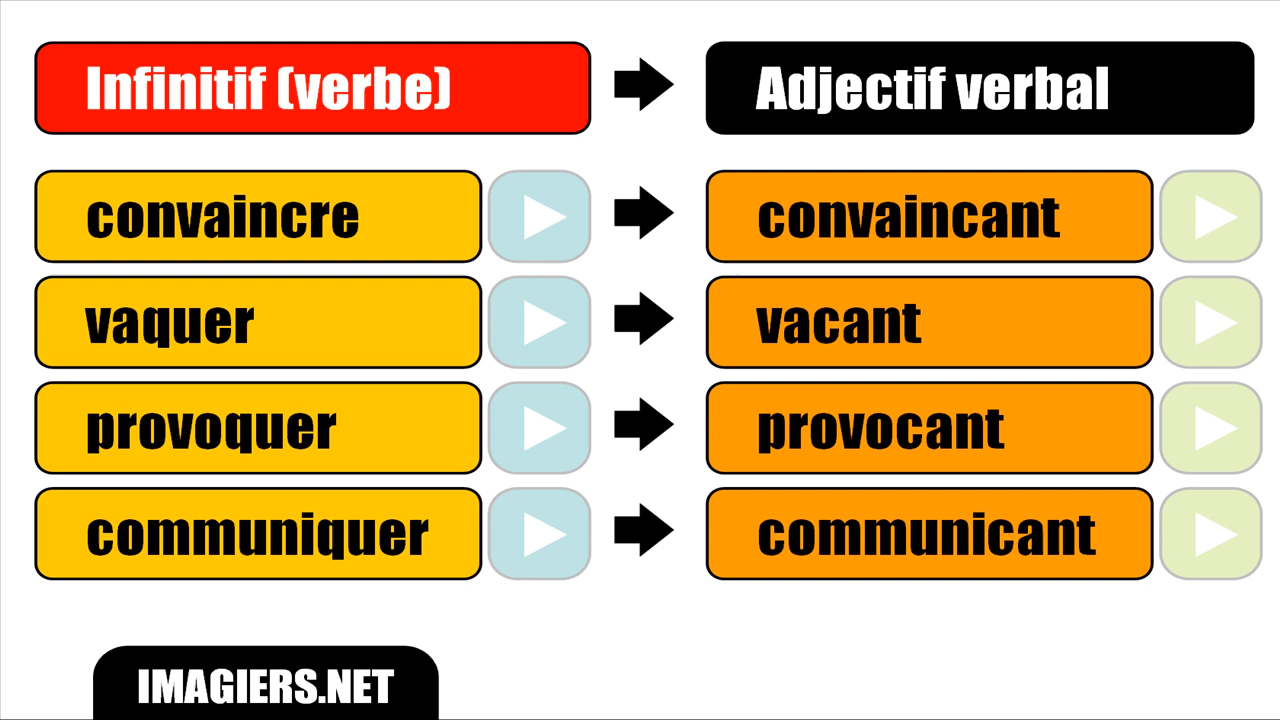 Infinitif (verbe)
Adjectif verbal
convaincre
convaincant
vaquer
vacant
provoquer
provocant
communiquer
communicant
IMAGIERS.NET